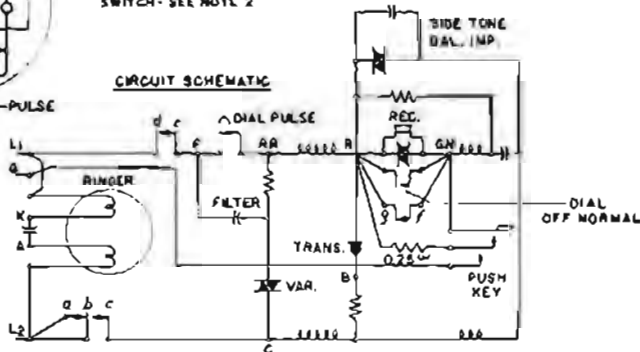 SWITCH - SEE NOTE 2
SIDE TONE
BAL. IMP.
CIRCUIT SCHEMATIC
-PULSE
d c
DIAL PULSE
REC.
L1
F
RR
R
GN
G
RINGER
K
FILTER
DIAL
OFF NORMAL
A
TRANS.
0.25 W
B
PUSH
KEY
VAR.
a b c
L2
C